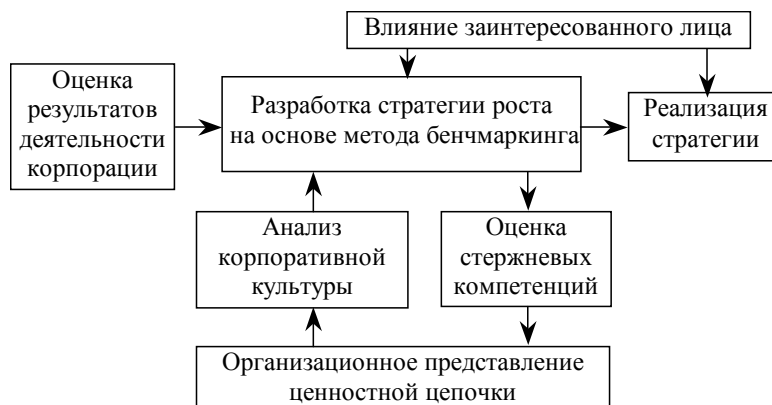 Влияние заинтересованного лица
Оценка
результатов
деятельности
корпорации
Разработка стратегии роста
на основе метода бенчмаркинга
Реализация
стратегии
Анализ
корпоративной
культуры
Оценка
стержневых
компетенций
Организационное представление
ценностной цепочки